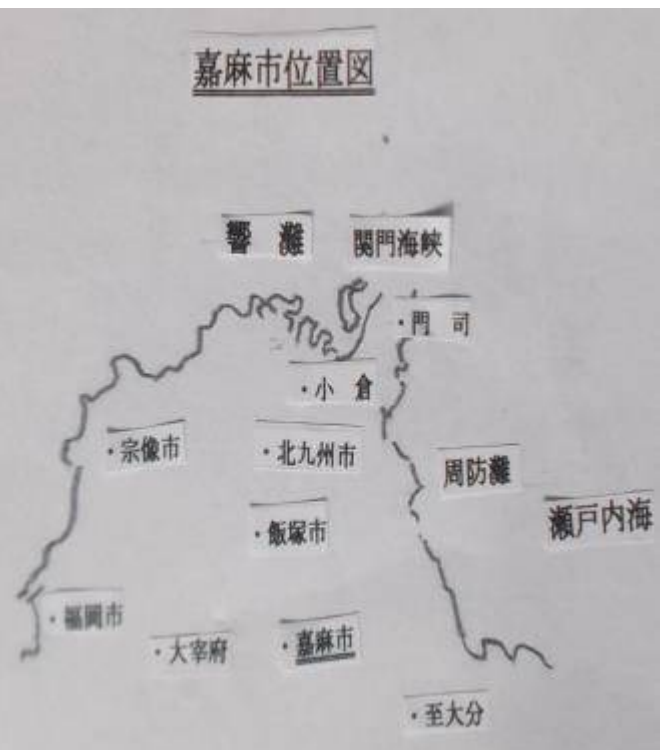 嘉麻市位置図
響 灘
関門海峡
・門 司
・小 倉
・宗像市
・北九州市
周防灘
瀬戸内海
・飯塚市
・福岡市
・大宰府
・嘉麻市
・至大分